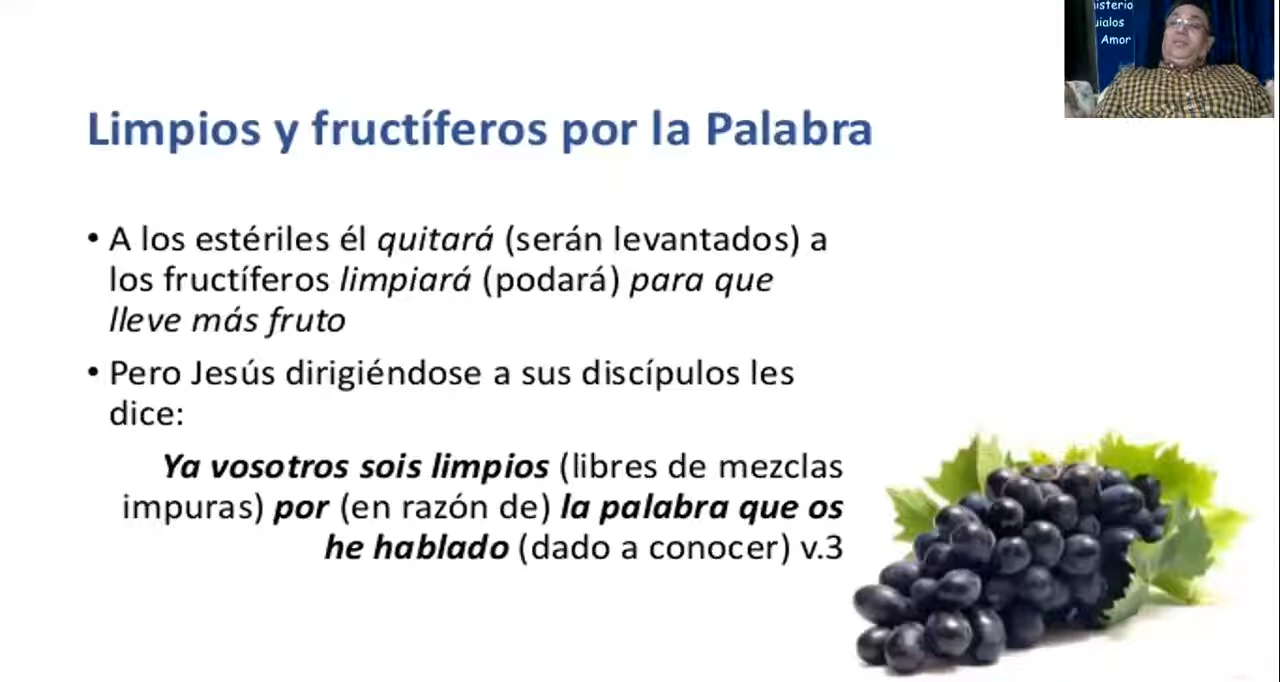 isterio
uialos
Amor
Limpios y fructíferos por la Palabra
• A los estériles él quitará (serán levantados) a
los fructíferos limpiará (podará) para que
lleve más fruto
• Pero Jesús dirigiéndose a sus discípulos les
dice:
Ya vosotros sois limpios (libres de mezclas
impuras) por (en razón de) la palabra que os
he hablado (dado a conocer) v.3